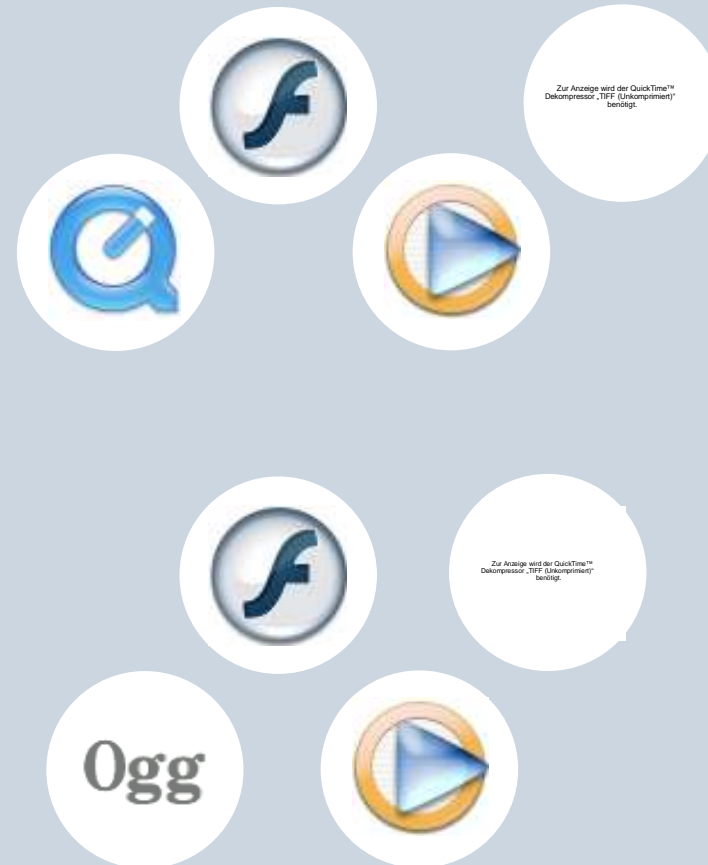 Zur Anzeige wird der QuickTime™
Dekompressor „TIFF (Unkomprimiert)“
benötigt.
Zur Anzeige wird der QuickTime™
Dekompressor „TIFF (Unkomprimiert)“
benötigt.
Ogg